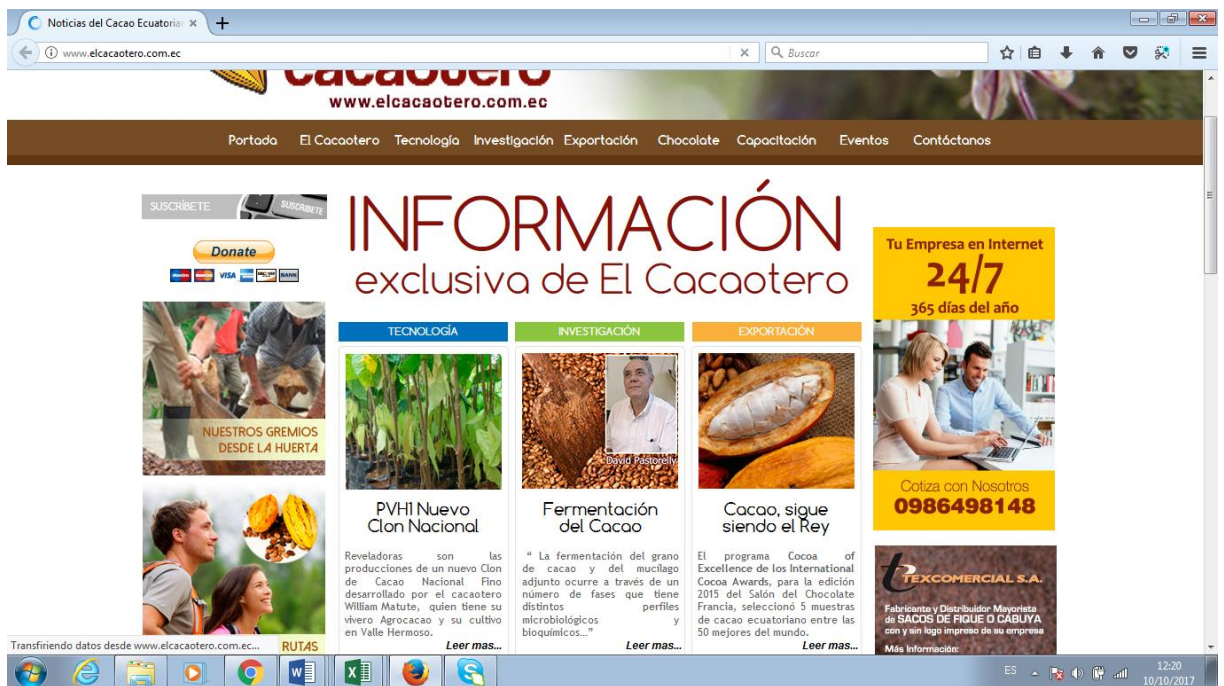 Noticias del Cacao Ecuatoria
www.elcacaotero.com.ec
Buscar
cacaotero
www.elcacaotero.com.ec
Portada El Cacaotero Tecnología Investigación Exportación Chocolate Capacitación Eventos Contáctanos
SUSCRÍBETE
SUSCRIBETE
Donate
VISA
BANK
NUESTROS GREMIOS
DESDE LA HUERTA
RUTAS
INFORMACIÓN
exclusiva de El Cacaotero
TECNOLOGÍA
PVH1 Nuevo
Clon Nacional
Reveladoras son las
producciones de un nuevo Clon
de Cacao Nacional Fino
desarrollado por el cacaotero
William Matute, quien tiene su
vivero Agrocacao y su cultivo
en Valle Hermoso.
Leer mas...
INVESTIGACIÓN
David Pastorelly
Fermentación
del Cacao
“ La fermentación del grano
de cacao y del mucílago
adjunto ocurre a través de un
número de fases que tiene
distintos perfiles
microbiológicos y
bioquímicos...”
Leer mas...
EXPORTACIÓN
Cacao, sigue
siendo el Rey
El programa Cocoa of
Excellence de los International
Cocoa Awards, para la edición
2015 del Salón del Chocolate
Francia, seleccionó 5 muestras
de cacao ecuatoriano entre las
50 mejores del mundo.
Leer mas...
Tu Empresa en Internet
24/7
365 días del año
Cotiza con Nosotros
0986498148
TEXCOMERCIAL S.A.
Fabricante y Distribuidor Mayorista
de SACOS DE FIQUE O CABUYA
con y sin logo impreso de su empresa
Más Información:
Transfiriendo datos desde www.elcacaotero.com.ec...
ES
12:20
10/10/2017